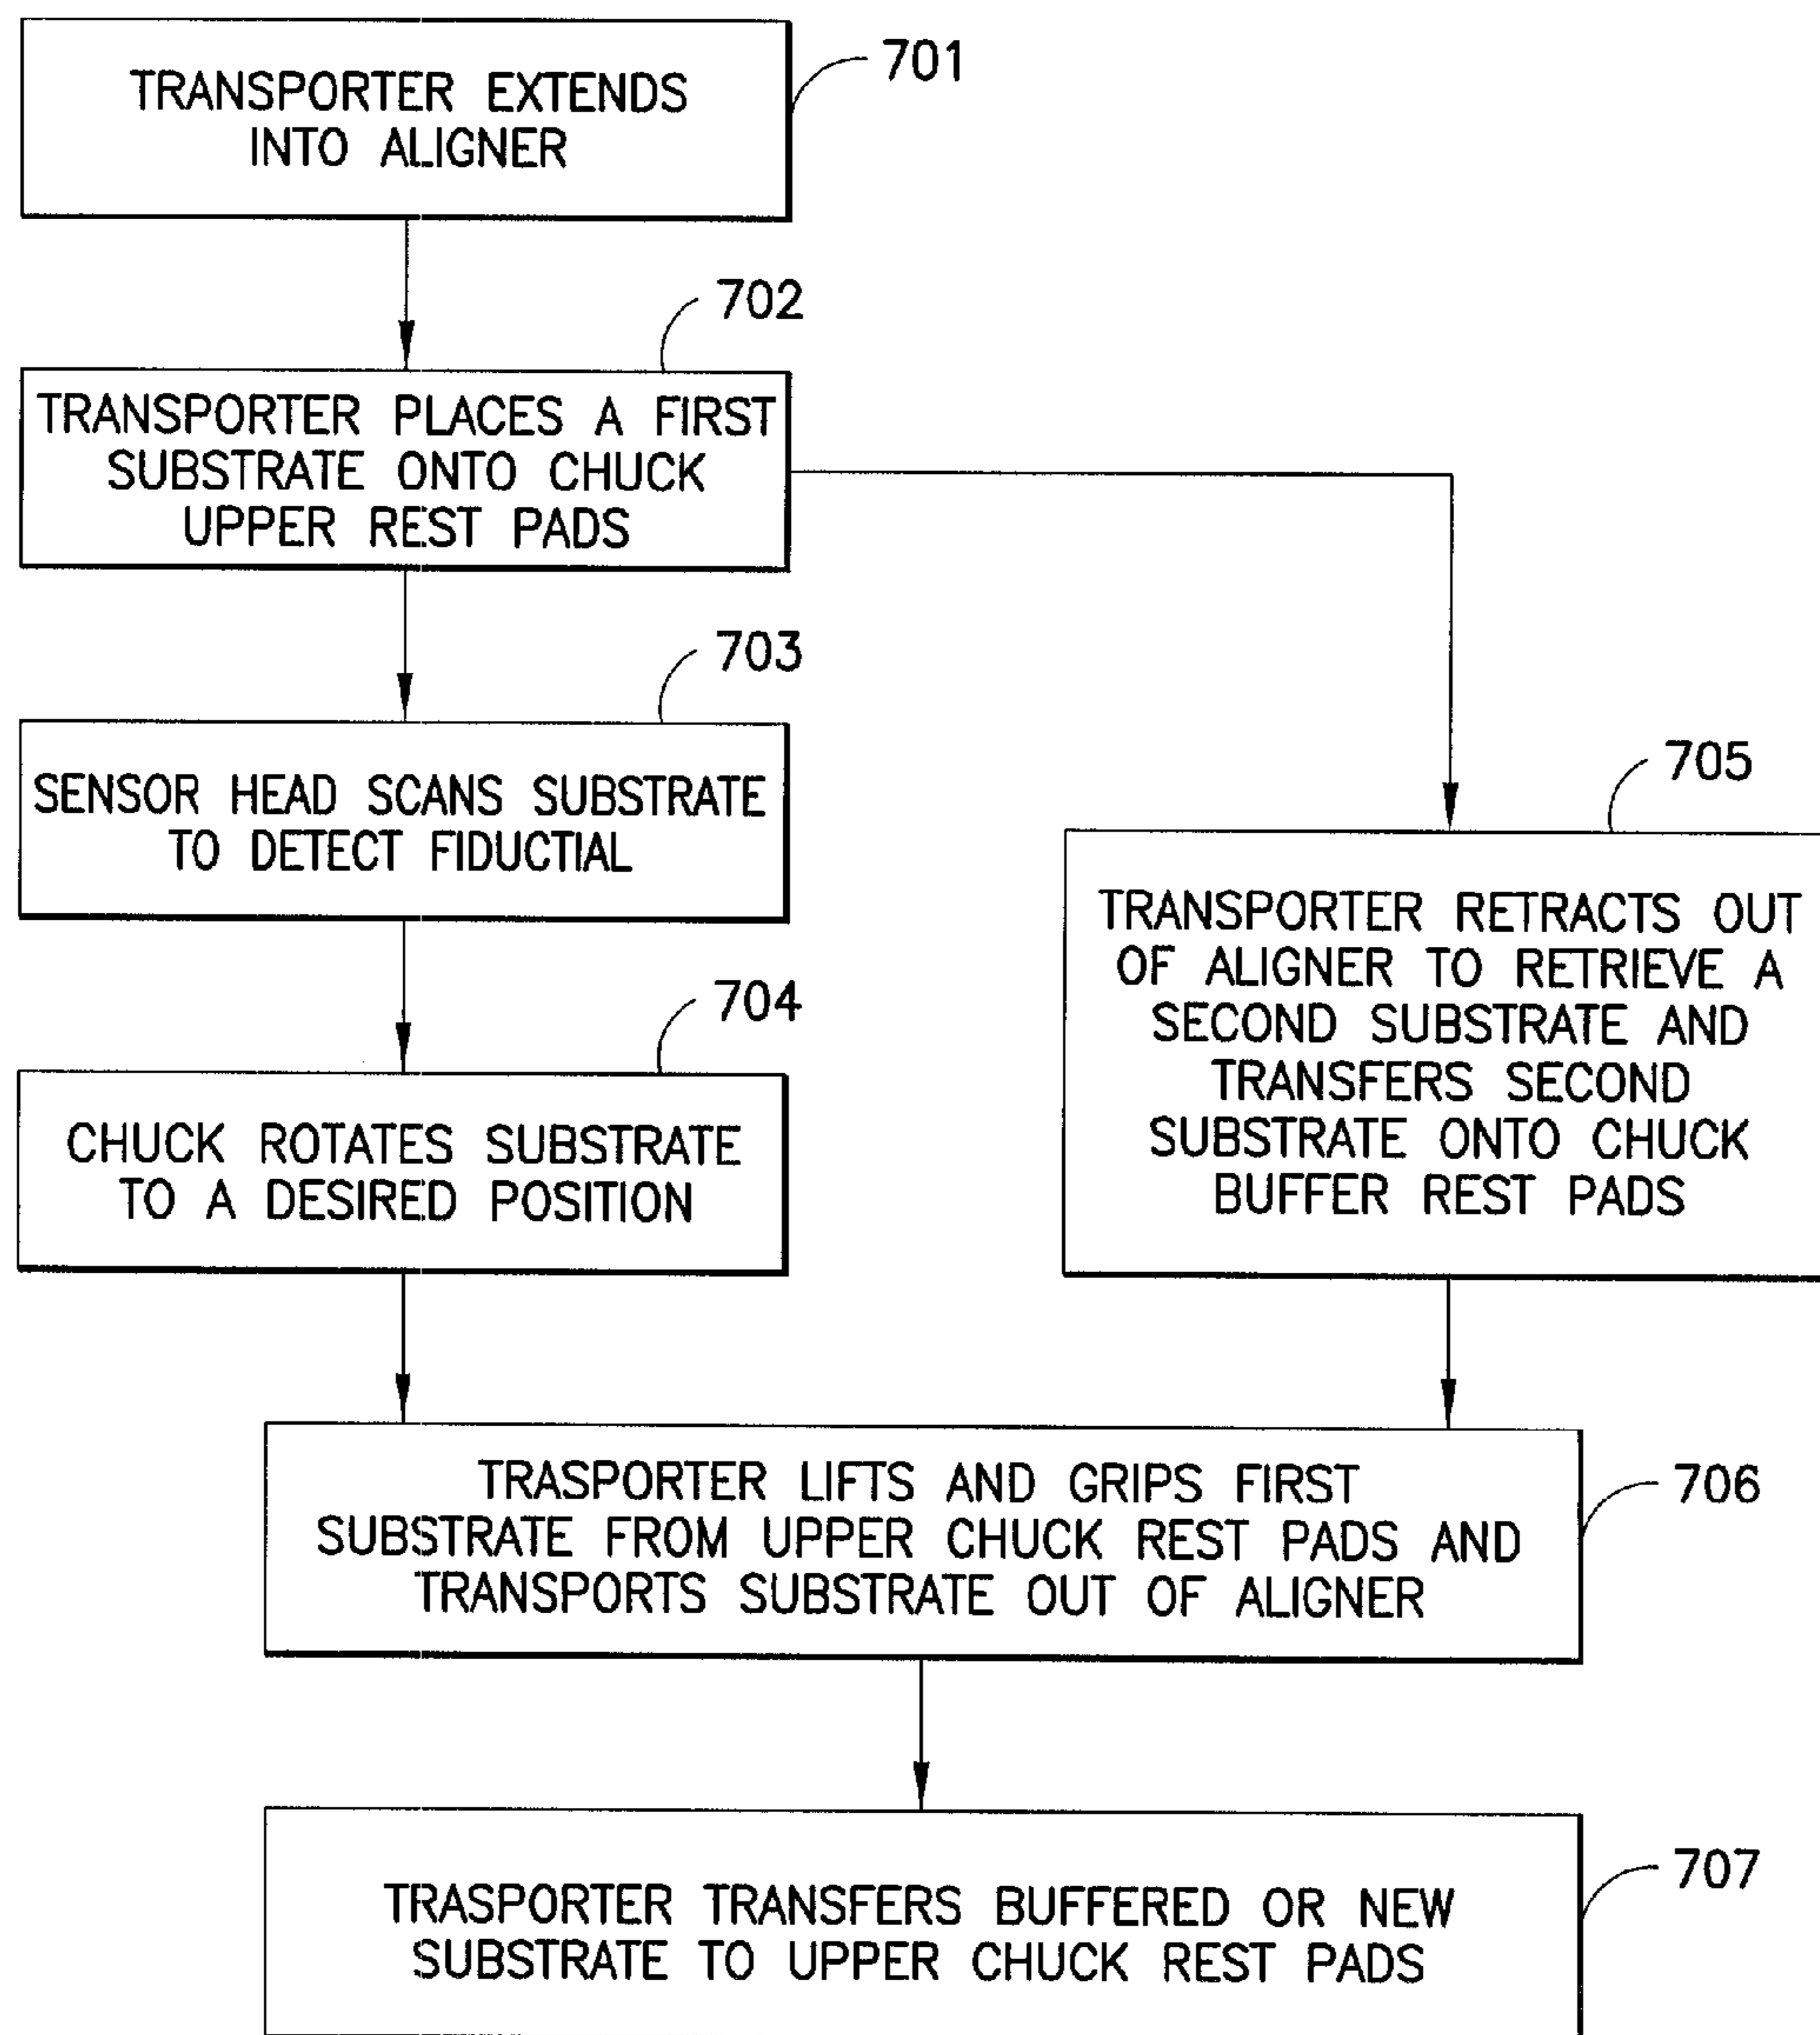 TRANSPORTER EXTENDS
INTO ALIGNER
701
702
TRANSPORTER PLACES A FIRST
SUBSTRATE ONTO CHUCK
UPPER REST PADS
703
SENSOR HEAD SCANS SUBSTRATE
TO DETECT FIDUCTIAL
704
CHUCK ROTATES SUBSTRATE
TO A DESIRED POSITION
705
TRANSPORTER RETRACTS OUT
OF ALIGNER TO RETRIEVE A
SECOND SUBSTRATE AND
TRANSFERS SECOND
SUBSTRATE ONTO CHUCK
BUFFER REST PADS
TRASPORTER LIFTS AND GRIPS FIRST
SUBSTRATE FROM UPPER CHUCK REST PADS AND
TRANSPORTS SUBSTRATE OUT OF ALIGNER
706
TRASPORTER TRANSFERS BUFFERED OR NEW
SUBSTRATE TO UPPER CHUCK REST PADS
707